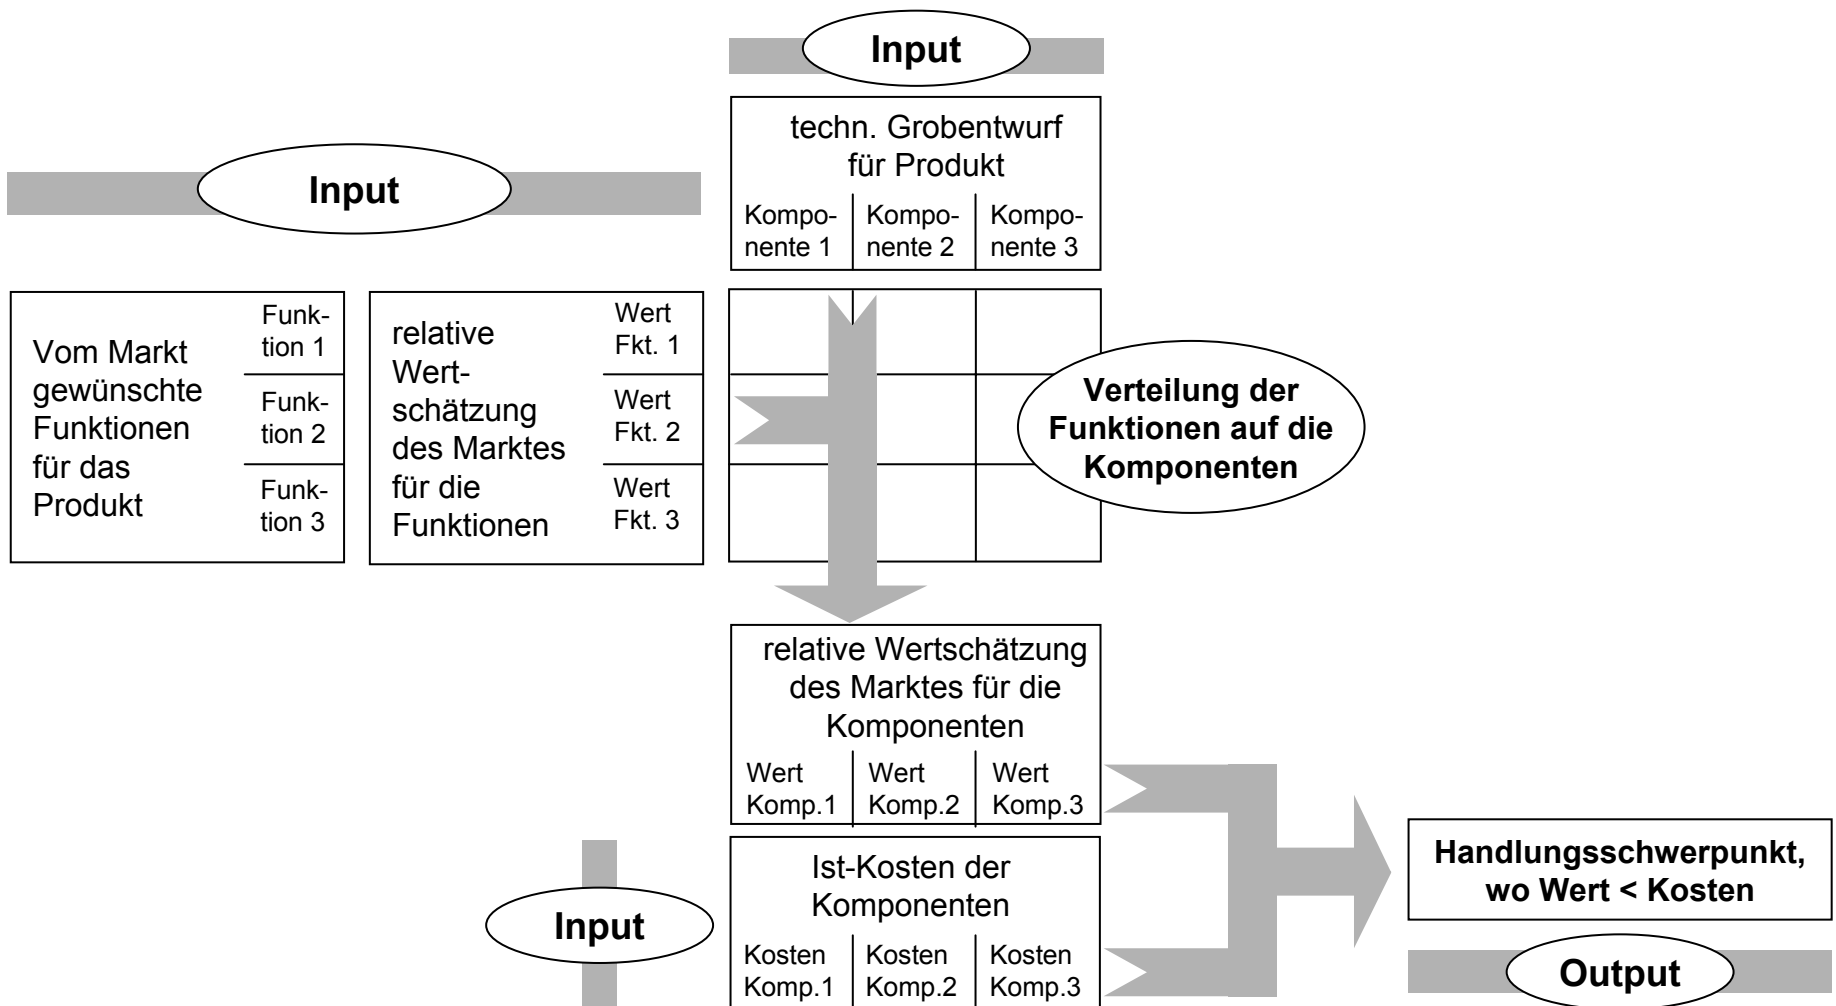 Input
techn. Grobentwurf
für Produkt
Kompo-
nente 1
Kompo-
nente 2
Kompo-
nente 3
Input
Vom Markt
gewünschte
Funktionen
für das
Produkt
Funk-
tion 1
Funk-
tion 2
Funk-
tion 3
relative
Wert-
schätzung
des Marktes
für die
Funktionen
Wert
Fkt. 1
Wert
Fkt. 2
Wert
Fkt. 3
Verteilung der
Funktionen auf die
Komponenten
relative Wertschätzung
des Marktes für die
Komponenten
Wert
Komp.1
Wert
Komp.2
Wert
Komp.3
Input
Ist-Kosten der
Komponenten
Kosten
Komp.1
Kosten
Komp.2
Kosten
Komp.3
Handlungsschwerpunkt,
wo Wert < Kosten
Output